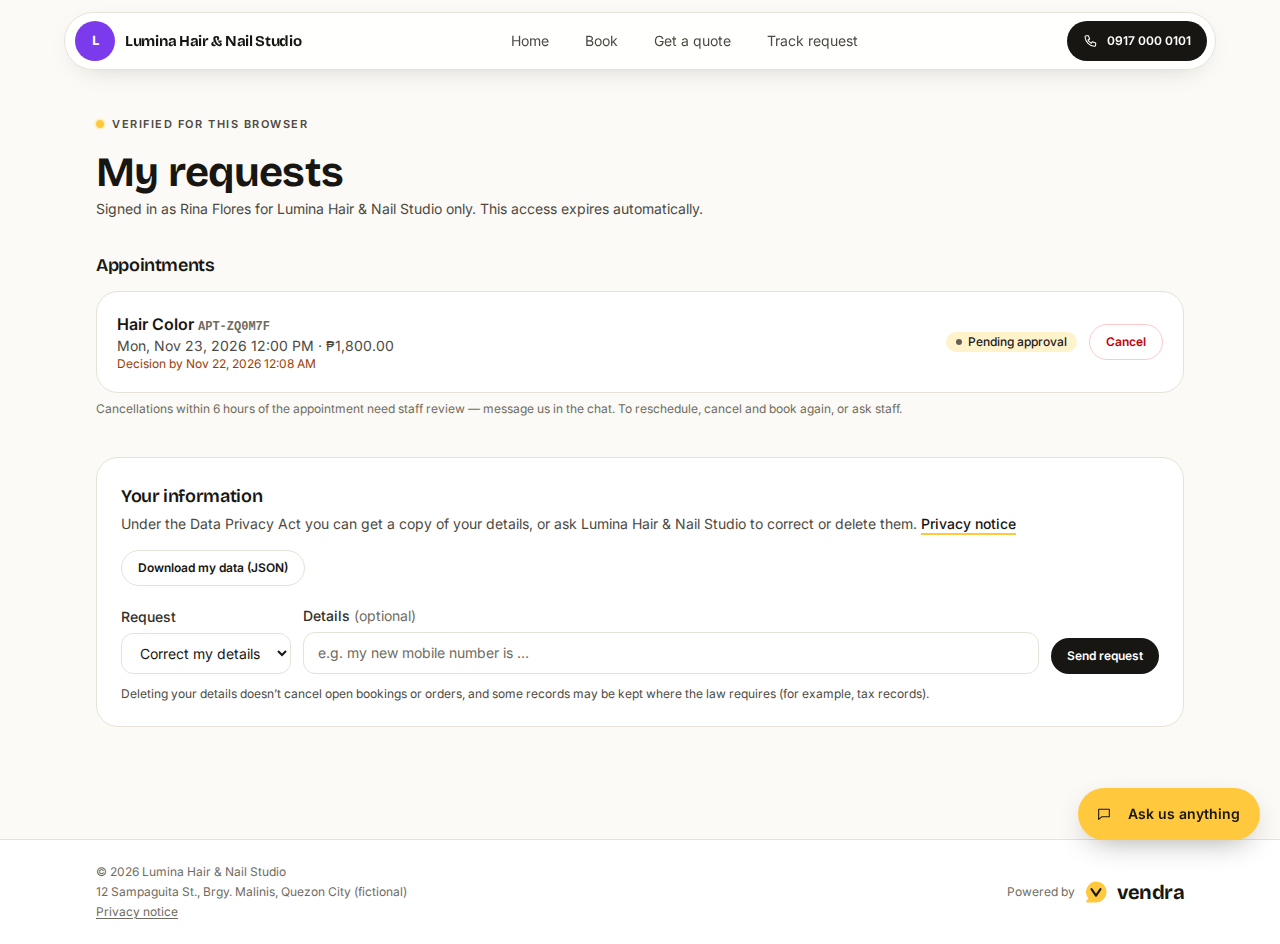 L
Lumina Hair & Nail Studio
Home
Book
Get a quote
Track request
0917 000 0101
VERIFIED FOR THIS BROWSER
My requests
Signed in as Rina Flores for Lumina Hair & Nail Studio only. This access expires automatically.
Appointments
Hair Color APT-ZQ0M7F
Mon, Nov 23, 2026 12:00 PM · ₱1,800.00
Decision by Nov 22, 2026 12:08 AM
Pending approval
Cancel
Cancellations within 6 hours of the appointment need staff review — message us in the chat. To reschedule, cancel and book again, or ask staff.
Your information
Under the Data Privacy Act you can get a copy of your details, or ask Lumina Hair & Nail Studio to correct or delete them. Privacy notice
Download my data (JSON)
Request
Details (optional)
Correct my details
e.g. my new mobile number is …
Send request
Deleting your details doesn’t cancel open bookings or orders, and some records may be kept where the law requires (for example, tax records).
Ask us anything
© 2026 Lumina Hair & Nail Studio
12 Sampaguita St., Brgy. Malinis, Quezon City (fictional)
Privacy notice
Powered by
vendra